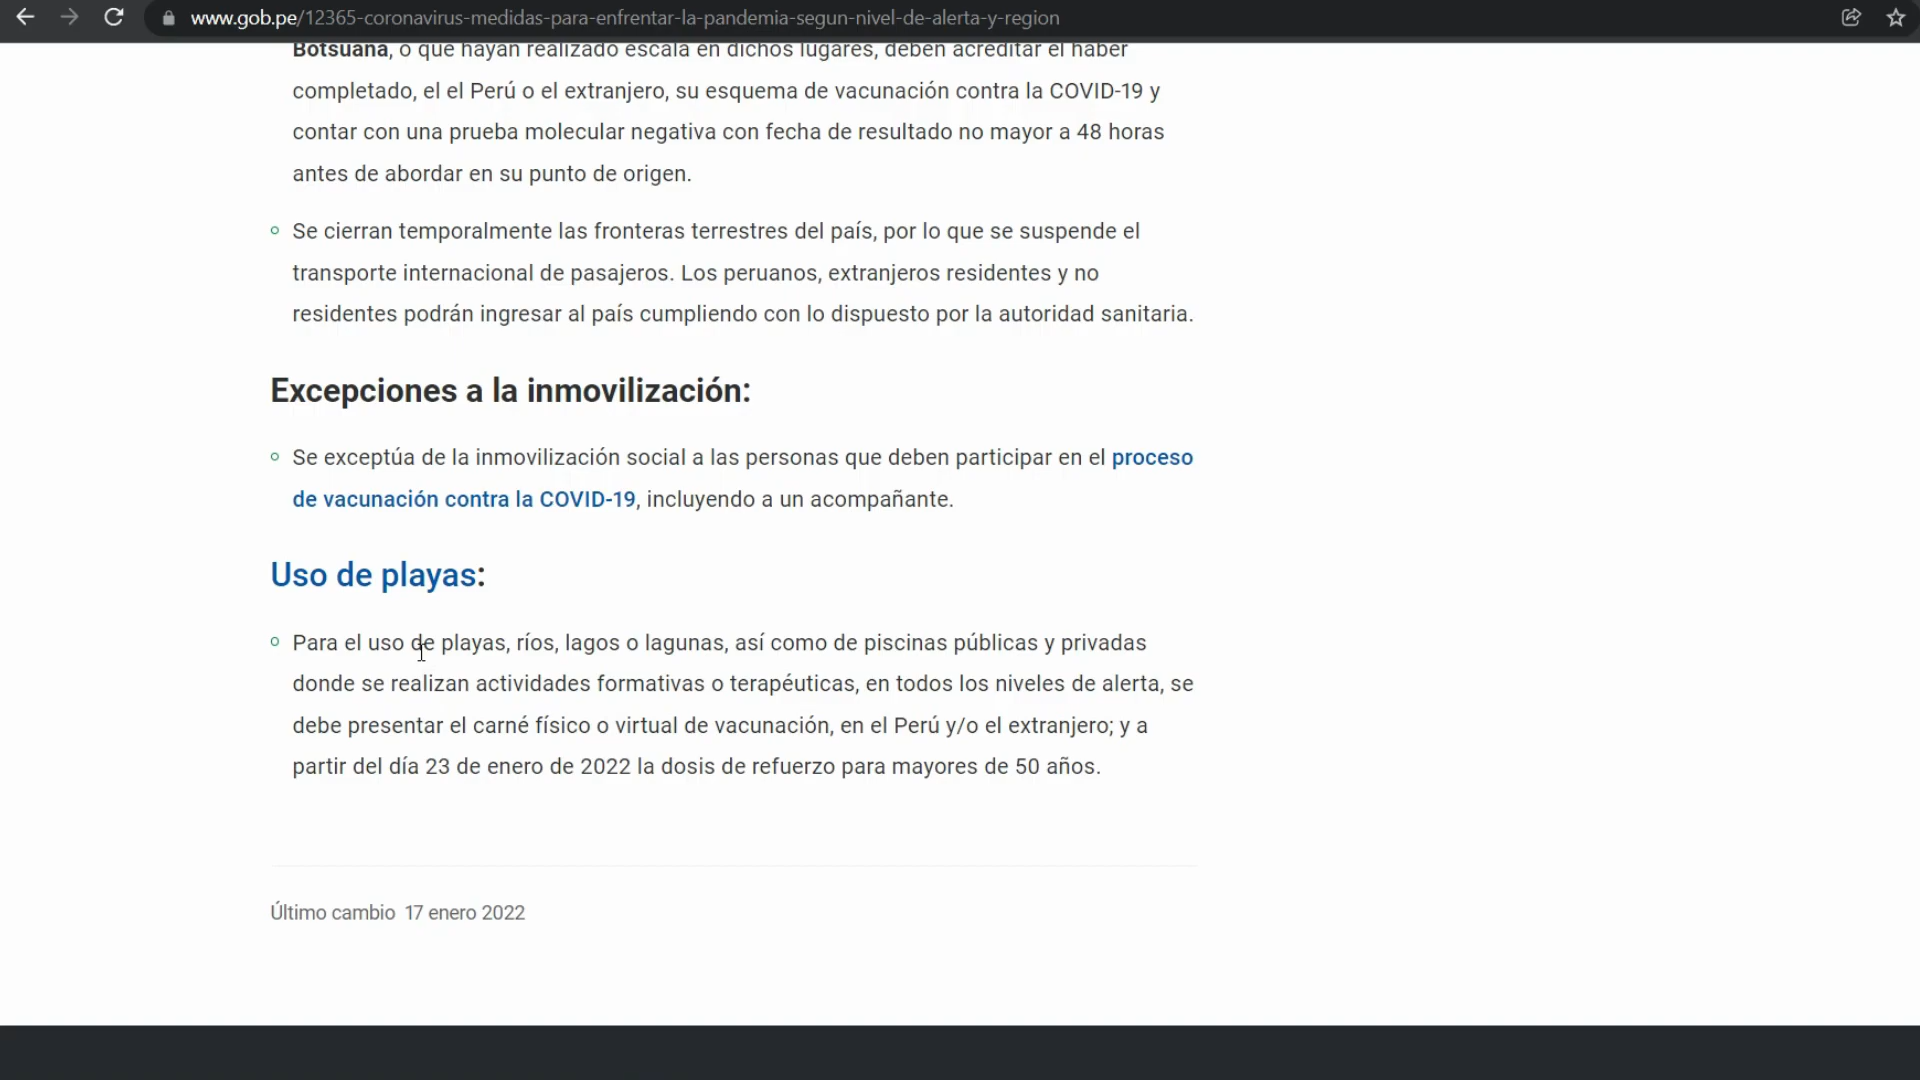 www.gob.pe/12365-coronavirus-medidas-para-enfrentar-la-pandemia-segun-nivel-de-alerta-y-region
Botsuana, o que hayan realizado escala en dichos lugares, deben acreditar el haber
completado, el el Perú o el extranjero, su esquema de vacunación contra la COVID-19 y
contar con una prueba molecular negativa con fecha de resultado no mayor a 48 horas
antes de abordar en su punto de origen.
Se cierran temporalmente las fronteras terrestres del país, por lo que se suspende el
transporte internacional de pasajeros. Los peruanos, extranjeros residentes y no
residentes podrán ingresar al país cumpliendo con lo dispuesto por la autoridad sanitaria.
Excepciones a la inmovilización:
Se exceptúa de la inmovilización social a las personas que deben participar en el proceso
de vacunación contra la COVID-19, incluyendo a un acompañante.
Uso de playas:
Para el uso de playas, ríos, lagos o lagunas, así como de piscinas públicas y privadas
donde se realizan actividades formativas o terapéuticas, en todos los niveles de alerta, se
debe presentar el carné físico o virtual de vacunación, en el Perú y/o el extranjero; y a
partir del día 23 de enero de 2022 la dosis de refuerzo para mayores de 50 años.
Último cambio 17 enero 2022